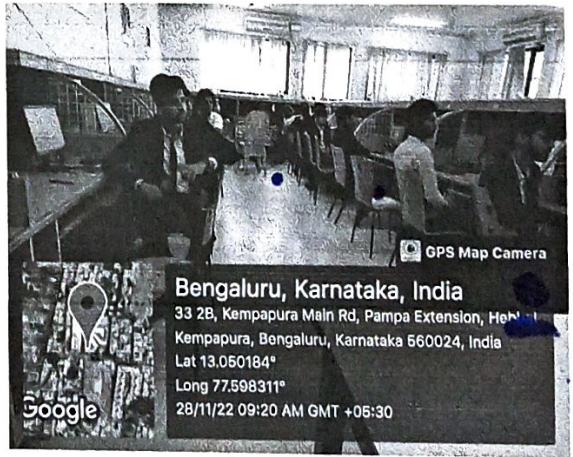 GPS Map Camera
Bengaluru, Karnataka, India
33 2B, Kempapura Main Rd, Pampa Extension,
Kempapura, Bengaluru, Karnataka 560024, India
Lat 13.050184°
Long 77.598311°
28/11/22 09:20 AM GMT +05:30
Google